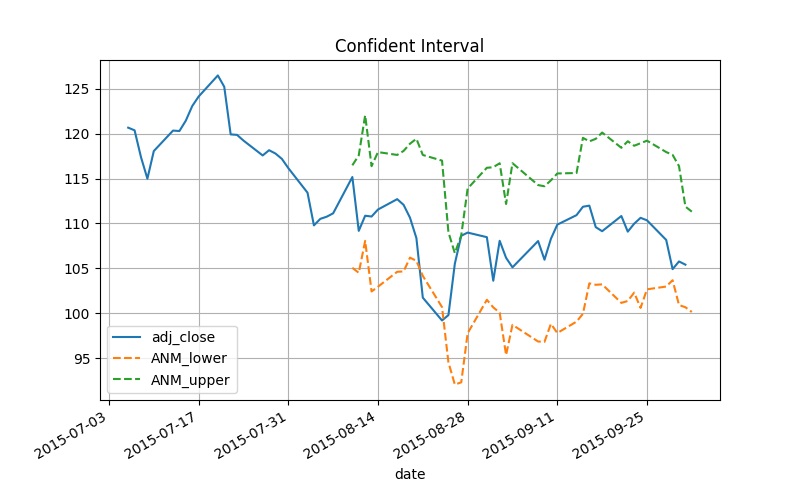 Confident Interval
125
120
115
110
105
100
95
adj_close
ANM_lower
ANM_upper
2015-07-03
2015-07-17
2015-07-31
2015-08-14
2015-08-28
2015-09-11
2015-09-25
date